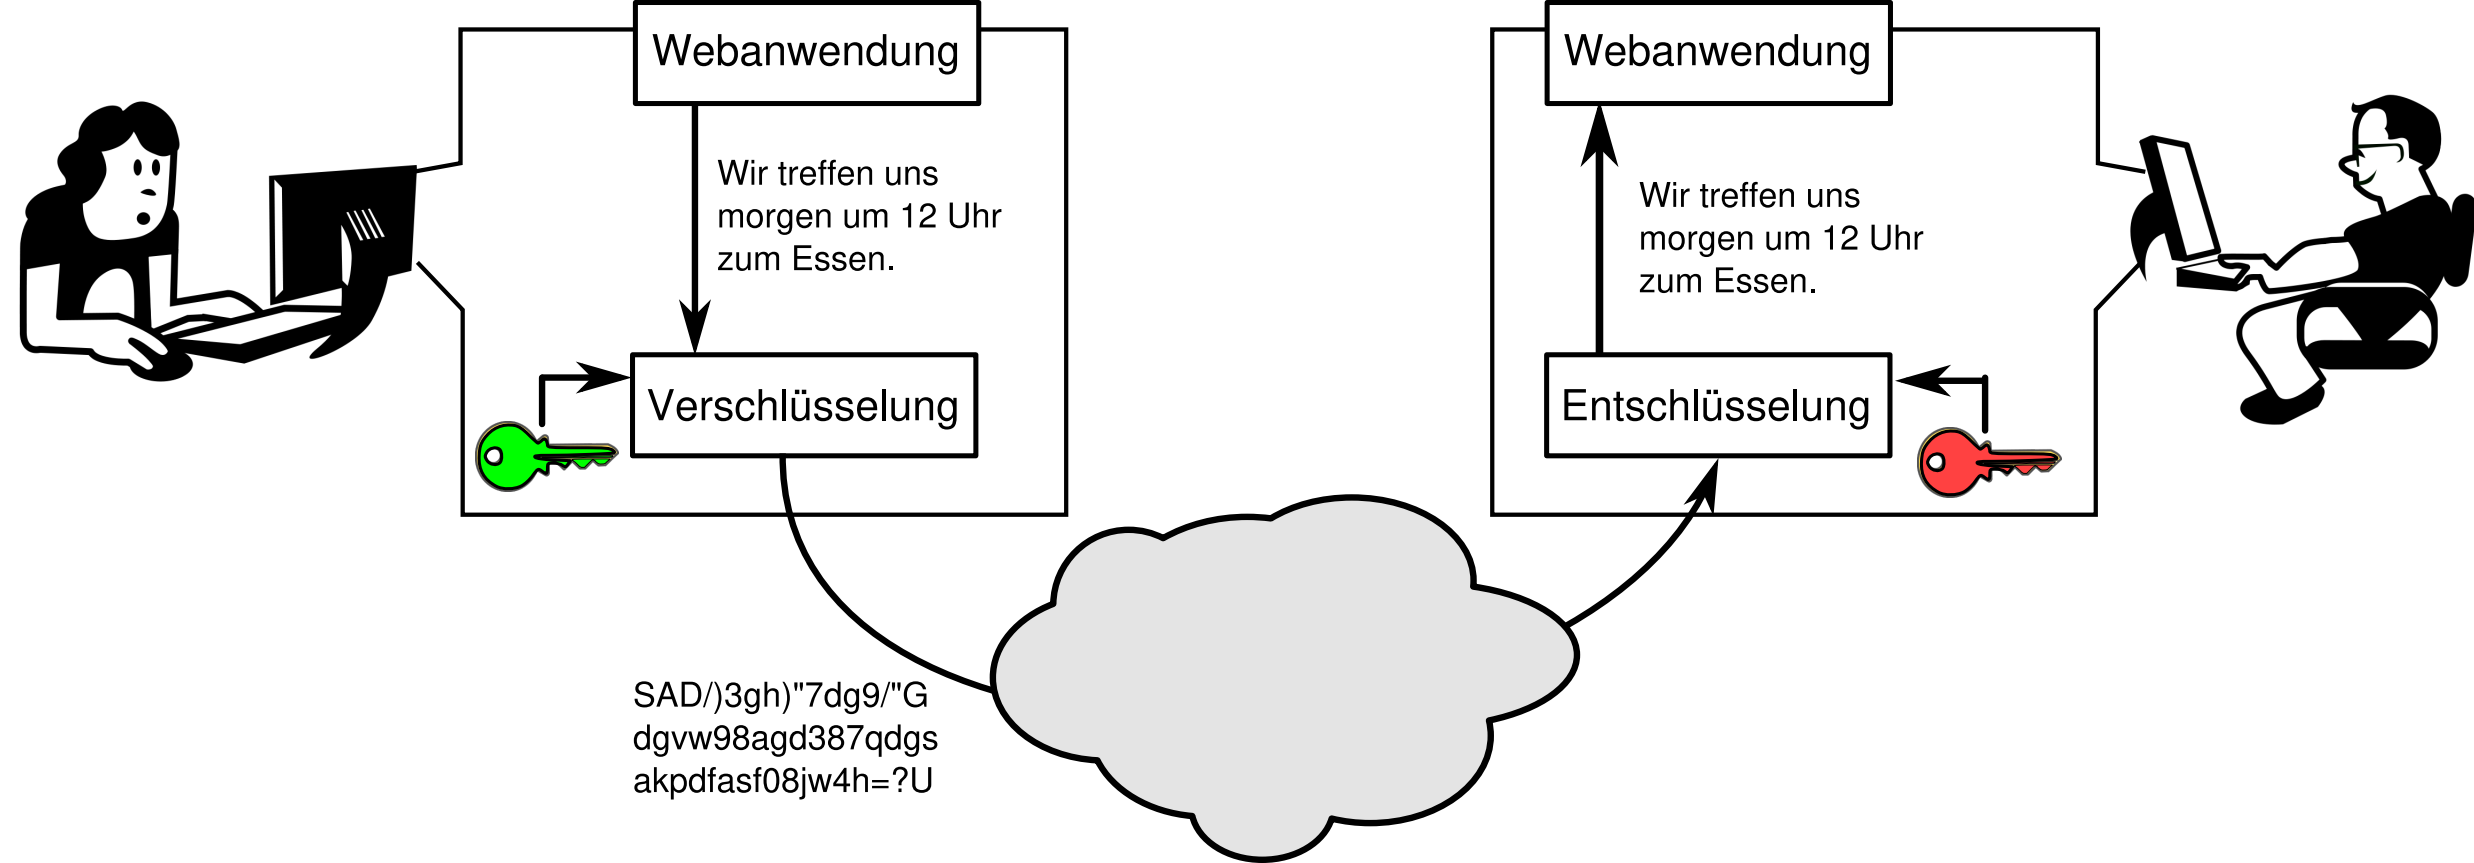 Webanwendung
Wir treffen uns
morgen um 12 Uhr
zum Essen.
Verschlüsselung
SAD/)3gh)"7dg9/"G
dgvw98agd387qdgs
akpdfasf08jw4h=?U
Webanwendung
Wir treffen uns
morgen um 12 Uhr
zum Essen.
Entschlüsselung